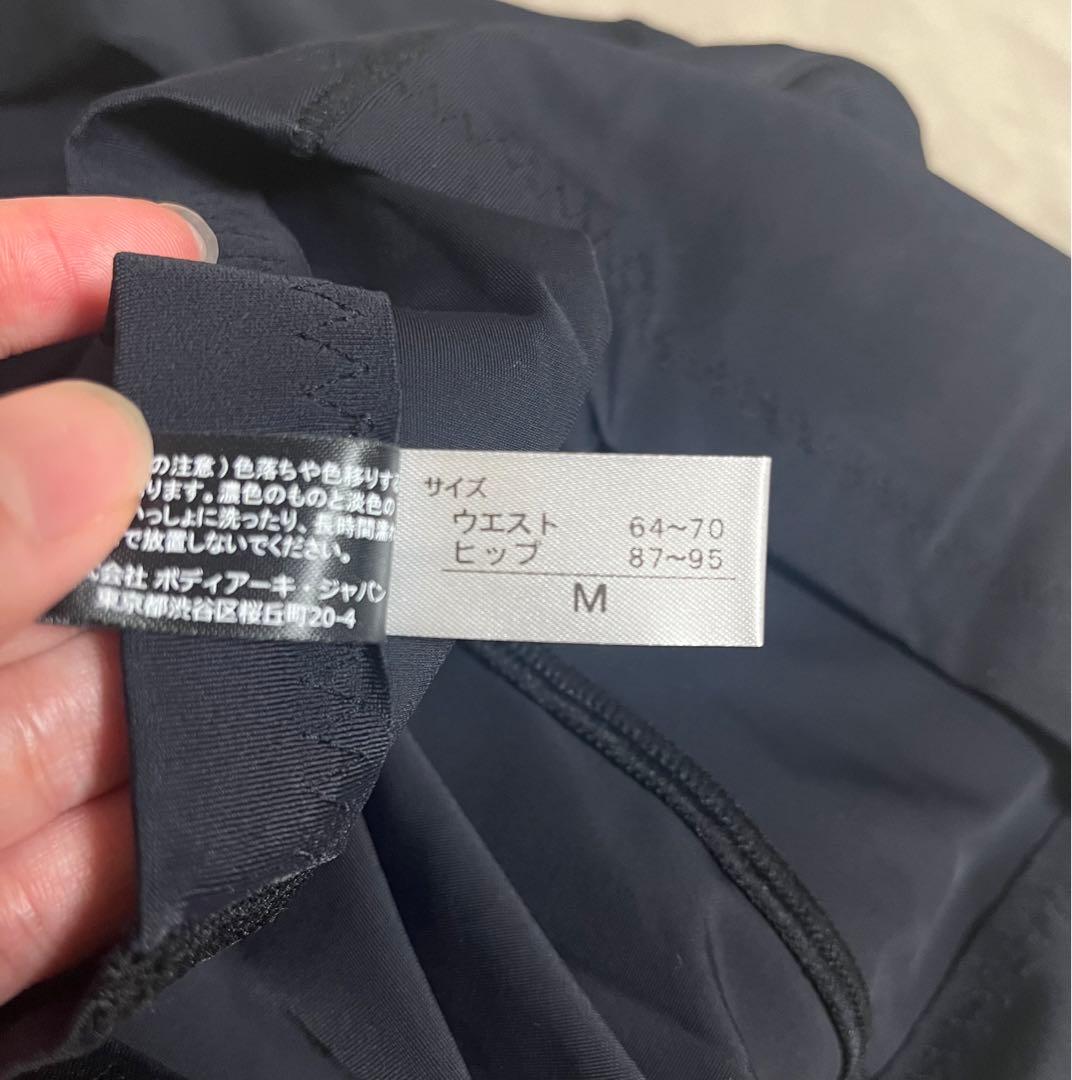 の注意）色落ちや色移りす
ります。濃色のものと淡色の
いっしょに洗ったり、長時間
で放置しないでください。
会社 ボディアーキ・ジャパン
東京都渋谷区桜丘町20-4
サイズ
ウエスト 64〜70
ヒップ 87〜95
M